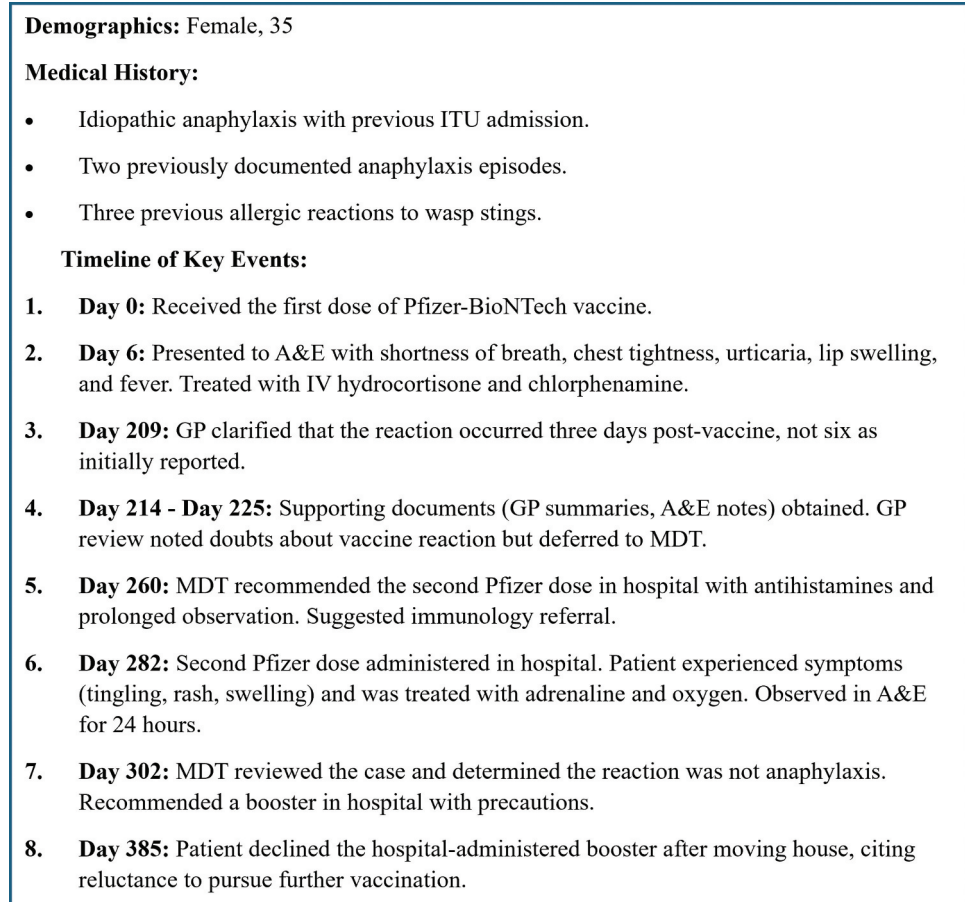 Demographics: Female, 35
Medical History:
• Idiopathic anaphylaxis with previous ITU admission.
• Two previously documented anaphylaxis episodes.
• Three previous allergic reactions to wasp stings.
Timeline of Key Events:
1. Day 0: Received the first dose of Pfizer-BioNTech vaccine.
2. Day 6: Presented to A&E with shortness of breath, chest tightness, urticaria, lip swelling,
and fever. Treated with IV hydrocortisone and chlorphenamine.
3. Day 209: GP clarified that the reaction occurred three days post-vaccine, not six as
initially reported.
4. Day 214 - Day 225: Supporting documents (GP summaries, A&E notes) obtained. GP
review noted doubts about vaccine reaction but deferred to MDT.
5. Day 260: MDT recommended the second Pfizer dose in hospital with antihistamines and
prolonged observation. Suggested immunology referral.
6. Day 282: Second Pfizer dose administered in hospital. Patient experienced symptoms
(tingling, rash, swelling) and was treated with adrenaline and oxygen. Observed in A&E
for 24 hours.
7. Day 302: MDT reviewed the case and determined the reaction was not anaphylaxis.
Recommended a booster in hospital with precautions.
8. Day 385: Patient declined the hospital-administered booster after moving house, citing
reluctance to pursue further vaccination.